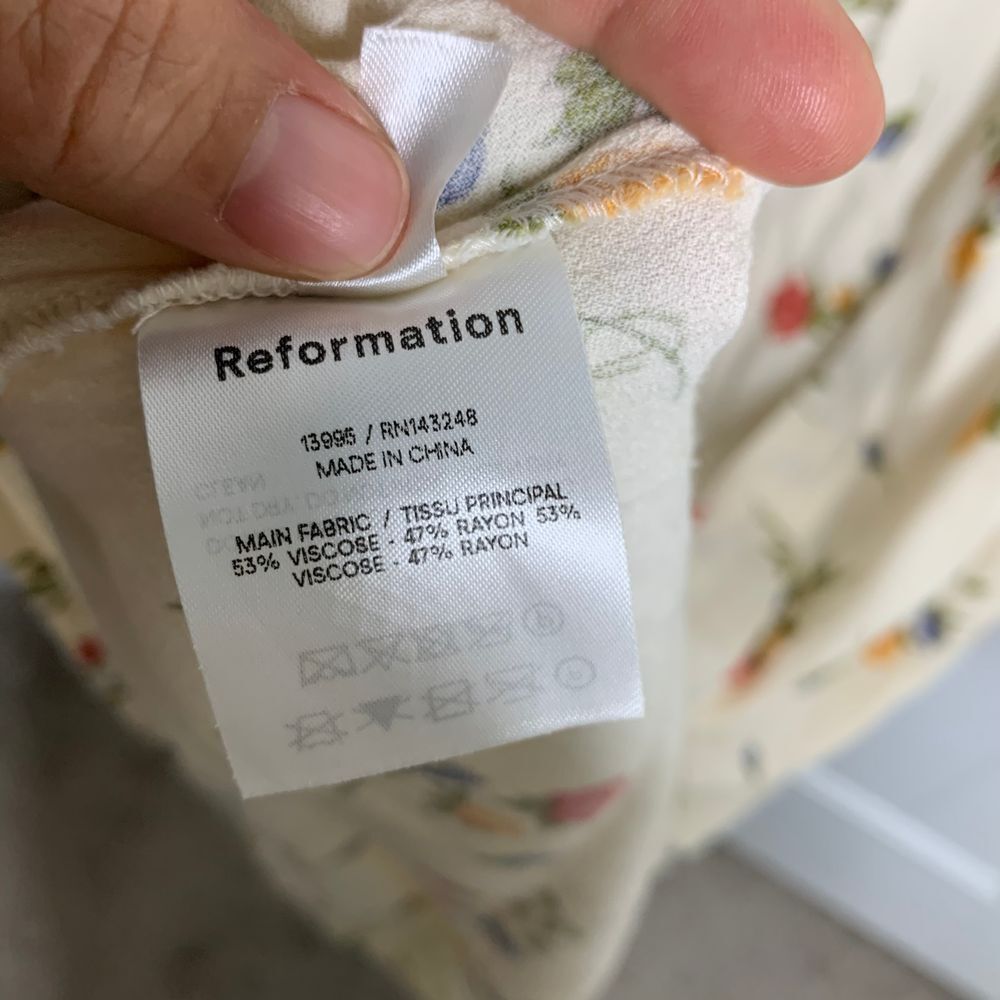 Reformation
13995 / RN143248
MADE IN CHINA
MAIN FABRIC / TISSU PRINCIPAL
53% VISCOSE - 47% RAYON 53%
VISCOSE - 47% RAYON